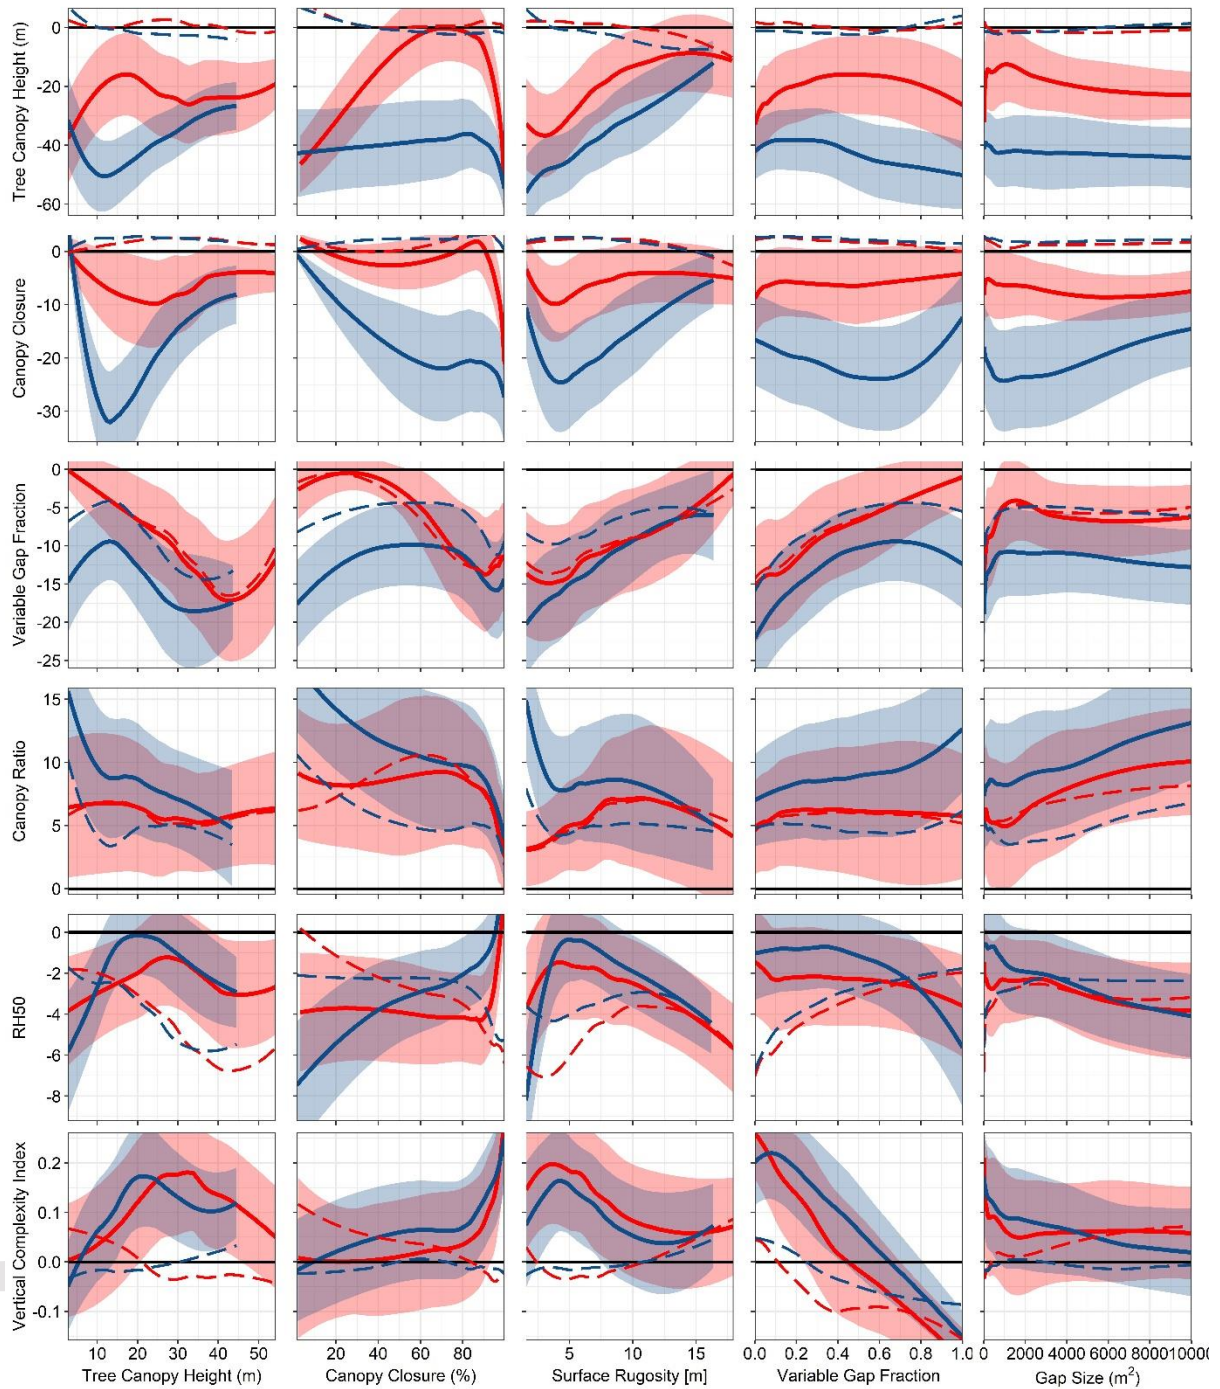 Tree Canopy Height (m)
0
-20
-40
-60
Canopy Closure
0
-10
-20
-30
Variable Gap Fraction
0
-5
-10
-15
-20
-25
Canopy Ratio
15
10
5
0
RH50
0
-2
-4
-6
-8
Vertical Complexity Index
0.2
0.1
0.0
-0.1
10 20 30 40 50
20 40 60 80
5 10 15
0.0 0.2 0.4 0.6 0.8 1.0
0 2000 4000 6000 800010000
Tree Canopy Height (m)
Canopy Closure (%)
Surface Rugosity [m]
Variable Gap Fraction
Gap Size (m²)